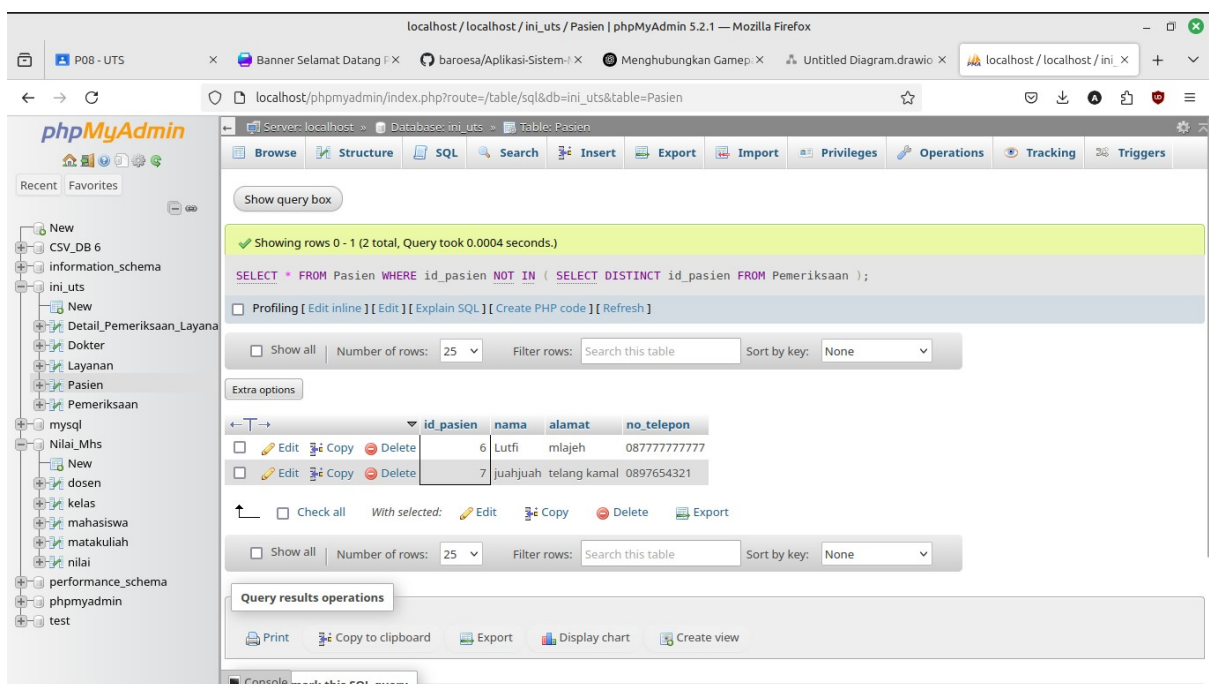 localhost / localhost / ini_uts / Pasien | phpMyAdmin 5.2.1 — Mozilla Firefox
P08 - UTS
Banner Selamat Datang P
baroesa/Aplikasi-Sistem-
Menghubungkan Gamep
Untitled Diagram.drawio
localhost / localhost / ini_
localhost/phpmyadmin/index.php?route=/table/sql&db=ini_uts&table=Pasien
phpMyAdmin
Recent Favorites
New
CSV_DB 6
information_schema
ini_uts
New
Detail_Pemeriksaan_Layana
Dokter
Layanan
Pasien
Pemeriksaan
mysql
Nilai_Mhs
New
dosen
kelas
mahasiswa
matakuliah
nilai
performance_schema
phpmyadmin
test
Server: localhost » Database: ini_uts » Table: Pasien
Browse Structure SQL Search Insert Export Import Privileges Operations Tracking Triggers
Show query box
Showing rows 0 - 1 (2 total, Query took 0.0004 seconds.)
SELECT * FROM Pasien WHERE id_pasien NOT IN ( SELECT DISTINCT id_pasien FROM Pemeriksaan );
Profiling [ Edit inline ] [ Edit ] [ Explain SQL ] [ Create PHP code ] [ Refresh ]
Show all | Number of rows: 25 Filter rows: Search this table Sort by key: None
Extra options
←T→ id_pasien nama alamat no_telepon
Edit Copy Delete 6 Lutfi mlajeh 087777777777
Edit Copy Delete 7 juahjuah telang kamal 0897654321
Check all With selected: Edit Copy Delete Export
Show all | Number of rows: 25 Filter rows: Search this table Sort by key: None
Query results operations
Print Copy to clipboard Export Display chart Create view
Console mark this SQL query